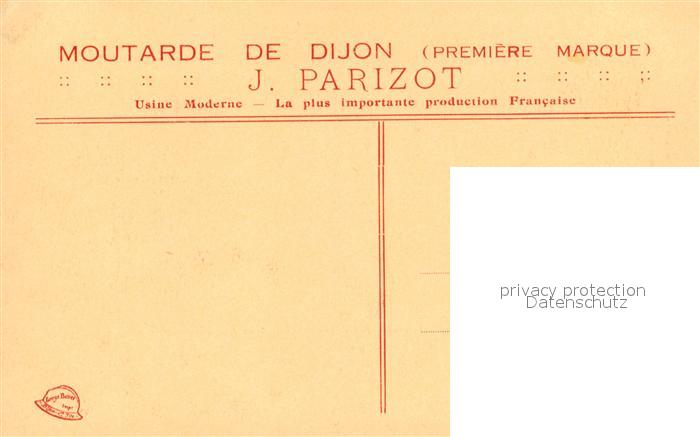 MOUTARDE DE DIJON (PREMIÈRE MARQUE)
J. PARIZOT
Usine Moderne — La plus importante production Française
privacy protection
Datenschutz